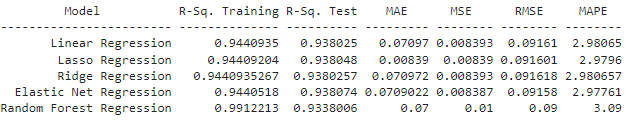 Model R-Sq. Training R-Sq. Test MAE MSE RMSE MAPE
------------------------ -------------- ---------- --------- -------- -------- --------
Linear Regression 0.9440935 0.938025 0.07097 0.008393 0.09161 2.98065
Lasso Regression 0.94409204 0.938048 0.00839 0.00839 0.091601 2.9796
Ridge Regression 0.9440935267 0.9380257 0.070972 0.008393 0.091618 2.980657
Elastic Net Regression 0.9440518 0.938074 0.0709022 0.008387 0.09158 2.97761
Random Forest Regression 0.9912213 0.9338006 0.07 0.01 0.09 3.09